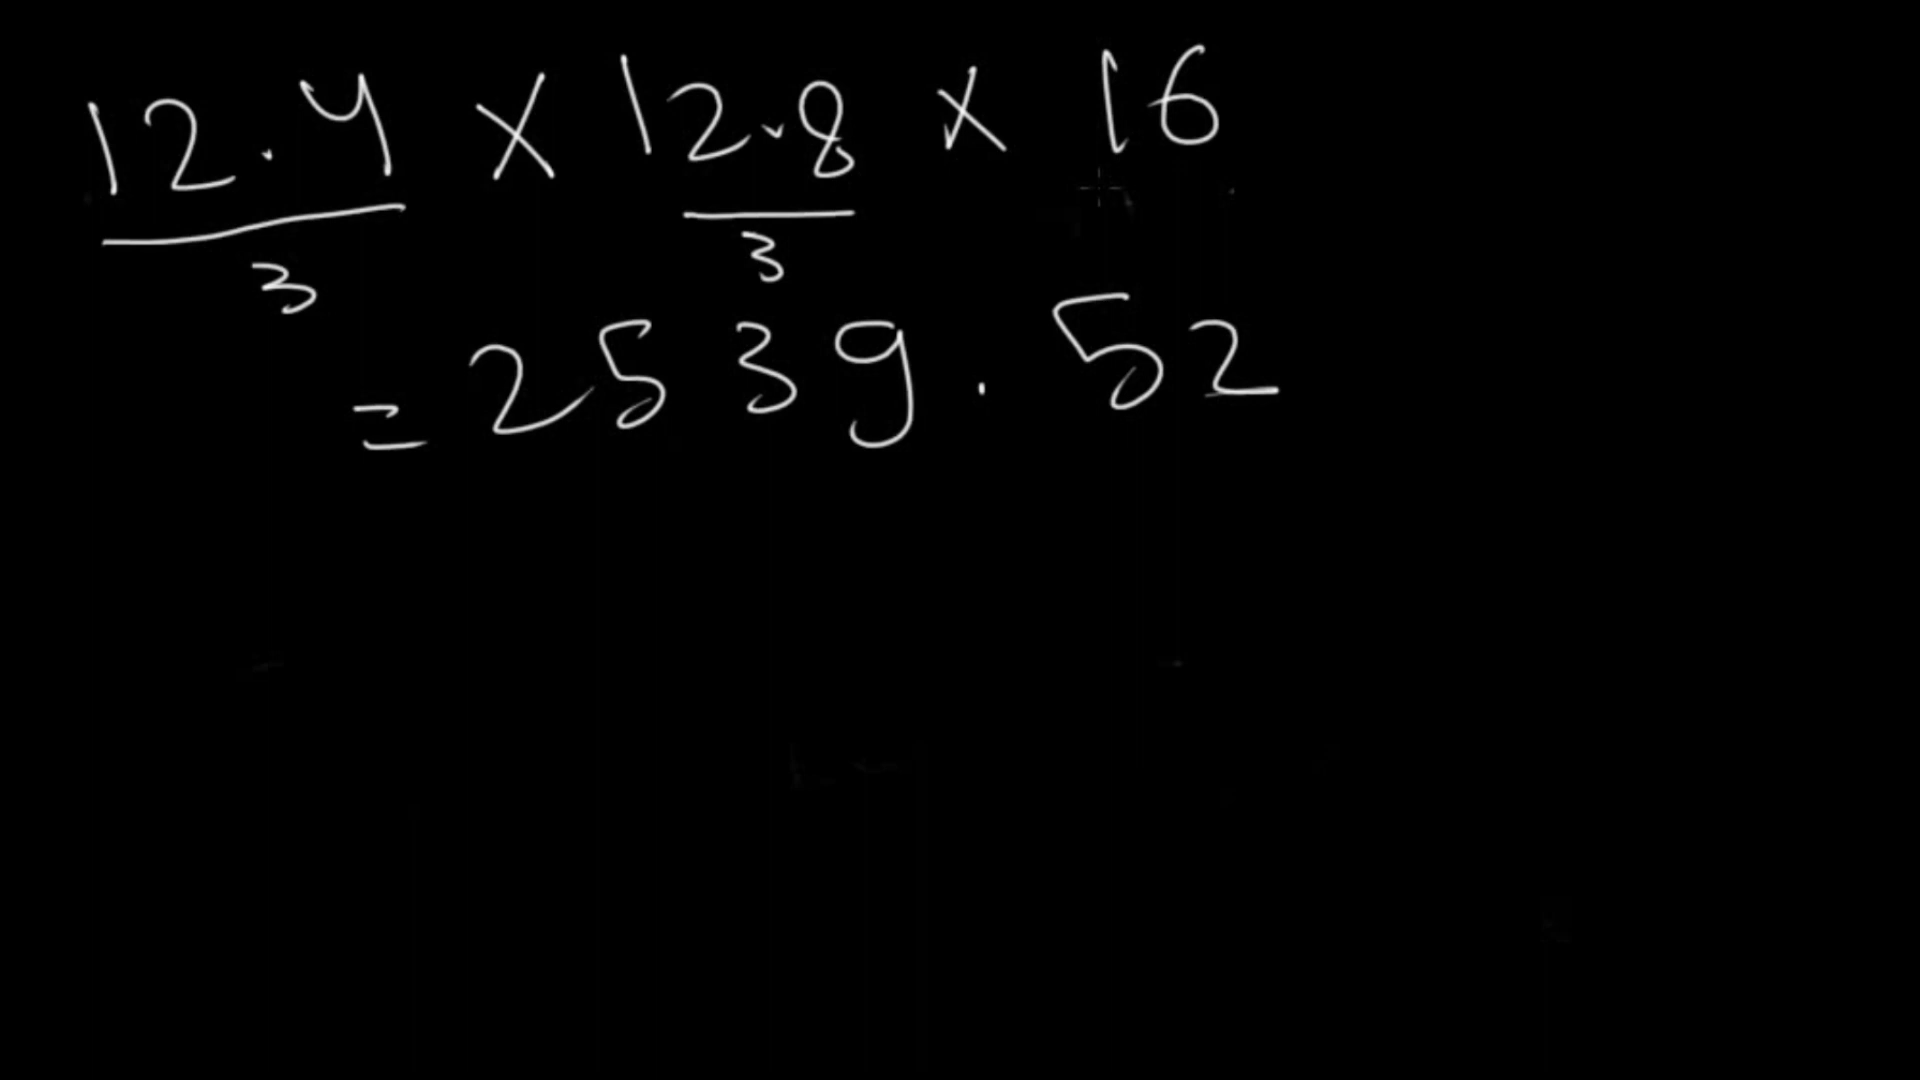 12.4 × 12.8 × 16
3 3
= 2539.52